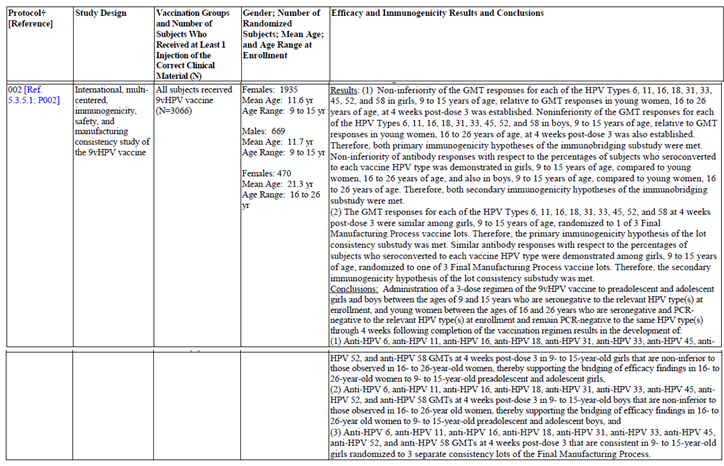 Protocol†
[Reference]
Study Design
Vaccination Groups
and Number of
Subjects Who
Received at Least 1
Injection of the
Correct Clinical
Material (N)
Gender; Number of
Randomized
Subjects; Mean Age;
and Age Range at
Enrollment
Efficacy and Immunogenicity Results and Conclusions
002 [Ref.
5.3.5.1: P002]
International, multi-
centered,
immunogenicity,
safety, and
manufacturing
consistency study of
the 9vHPV vaccine
All subjects received
9vHPV vaccine
(N=3066)
Females: 1935
Mean Age: 11.6 yr
Age Range: 9 to 15 yr
Males: 669
Mean Age: 11.7 yr
Age Range: 9 to 15 yr
Females: 470
Mean Age: 21.3 yr
Age Range: 16 to 26
yr
Results: (1) Non-inferiority of the GMT responses for each of the HPV Types 6, 11, 16, 18, 31, 33,
45, 52, and 58 in girls, 9 to 15 years of age, relative to GMT responses in young women, 16 to 26
years of age, at 4 weeks post-dose 3 was established. Noninferiority of the GMT responses for each of
the HPV Types 6, 11, 16, 18, 31, 33, 45, 52, and 58 in boys, 9 to 15 years of age, relative to GMT
responses in young women, 16 to 26 years of age, at 4 weeks post-dose 3 was also established.
Therefore, both primary immunogenicity hypotheses of the immunobridging substudy were met.
Non-inferiority of antibody responses with respect to the percentages of subjects who seroconverted
to each vaccine HPV type was demonstrated in girls, 9 to 15 years of age, compared to young
women, 16 to 26 years of age, and also in boys, 9 to 15 years of age, compared to young women, 16
to 26 years of age. Therefore, both secondary immunogenicity hypotheses of the immunobridging
substudy were met.
(2) The GMT responses for each of the HPV Types 6, 11, 16, 18, 31, 33, 45, 52, and 58 at 4 weeks
post-dose 3 were similar among girls, 9 to 15 years of age, randomized to 1 of 3 Final
Manufacturing Process vaccine lots. Therefore, the primary immunogenicity hypothesis of the lot
consistency substudy was met. Similar antibody responses with respect to the percentages of
subjects who seroconverted to each vaccine HPV type were demonstrated among girls, 9 to 15 years
of age, randomized to one of 3 Final Manufacturing Process vaccine lots. Therefore, the secondary
immunogenicity hypothesis of the lot consistency substudy was met.
Conclusions: Administration of a 3-dose regimen of the 9vHPV vaccine to preadolescent and adolescent
girls and boys between the ages of 9 and 15 years who are seronegative to the relevant HPV type(s) at
enrollment, and young women between the ages of 16 and 26 years who are seronegative and PCR-
negative to the relevant HPV type(s) at enrollment and remain PCR-negative to the same HPV type(s)
through 4 weeks following completion of the vaccination regimen results in the development of:
(1) Anti-HPV 6, anti-HPV 11, anti-HPV 16, anti-HPV 18, anti-HPV 31, anti-HPV 33, anti-HPV 45, anti-
HPV 52, and anti-HPV 58 GMTs at 4 weeks post-dose 3 in 9- to 15-year-old girls that are non-inferior to
those observed in 16- to 26-year-old women, thereby supporting the bridging of efficacy findings in 16- to
26-year-old women to 9- to 15-year-old preadolescent and adolescent girls,
(2) Anti-HPV 6, anti-HPV 11, anti-HPV 16, anti-HPV 18, anti-HPV 31, anti-HPV 33, anti-HPV 45, anti-
HPV 52, and anti-HPV 58 GMTs at 4 weeks post-dose 3 in 9- to 15-year-old boys that are non-inferior to
those observed in 16- to 26-year-old women, thereby supporting the bridging of efficacy findings in 16- to
26-year old women to 9- to 15-year-old preadolescent and adolescent boys, and
(3) Anti-HPV 6, anti-HPV 11, anti-HPV 16, anti-HPV 18, anti-HPV 31, anti-HPV 33, anti-HPV 45,
anti-HPV 52, and anti-HPV 58 GMTs at 4 weeks post-dose 3 that are consistent in 9- to 15-year-old
girls randomized to 3 separate consistency lots of the Final Manufacturing Process.